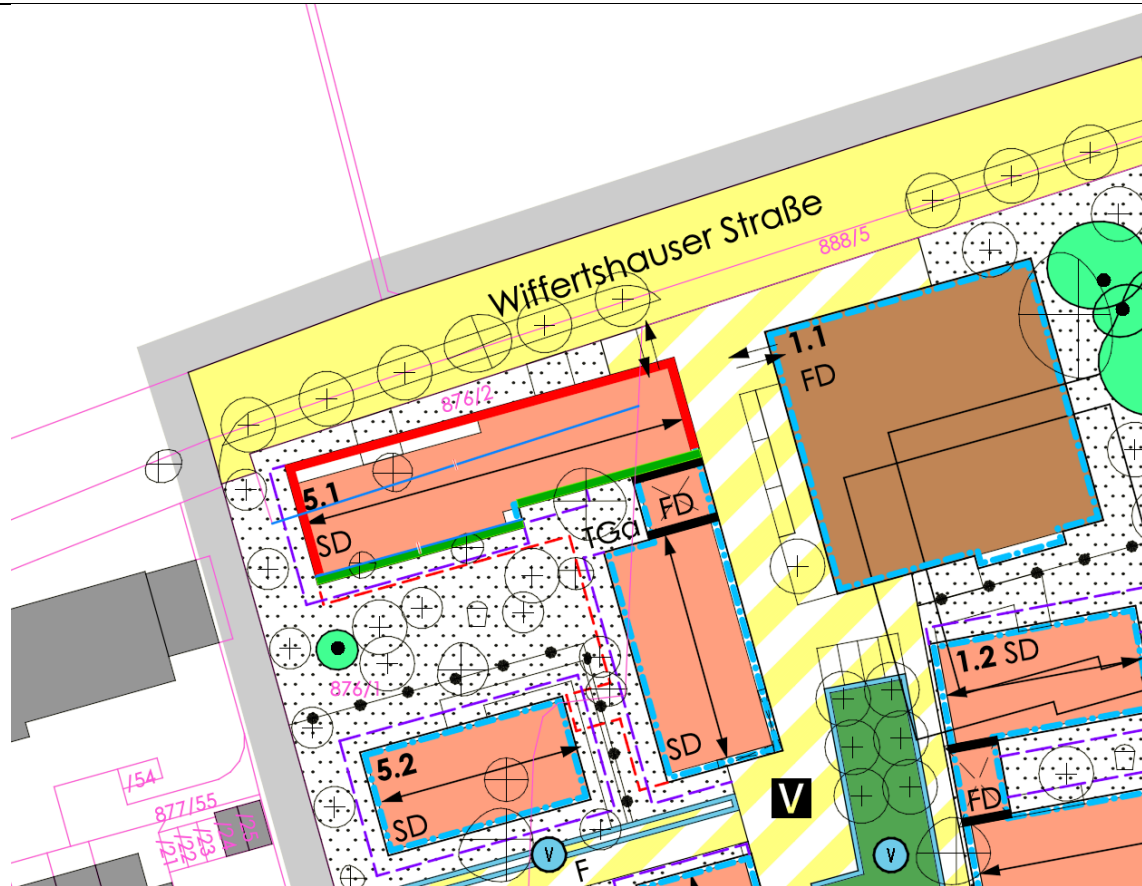 Wiffertshauser Straße
888/5
1.1
FD
876/2
5.1
SD
FD
TGa
1.2 SD
876/1
SD
5.2
SD
FD
V
/54
877/55
/21
/22
/23
V
V
F